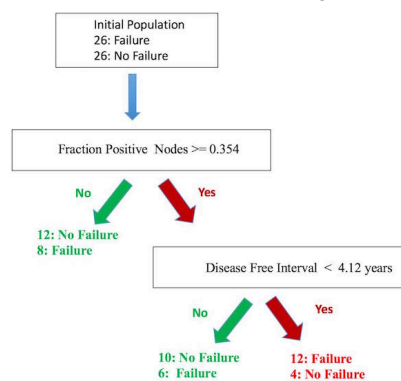 Initial Population
26: Failure
26: No Failure
Fraction Positive Nodes >= 0.354
No
Yes
12: No Failure
8: Failure
Disease Free Interval < 4.12 years
No
Yes
10: No Failure
6: Failure
12: Failure
4: No Failure